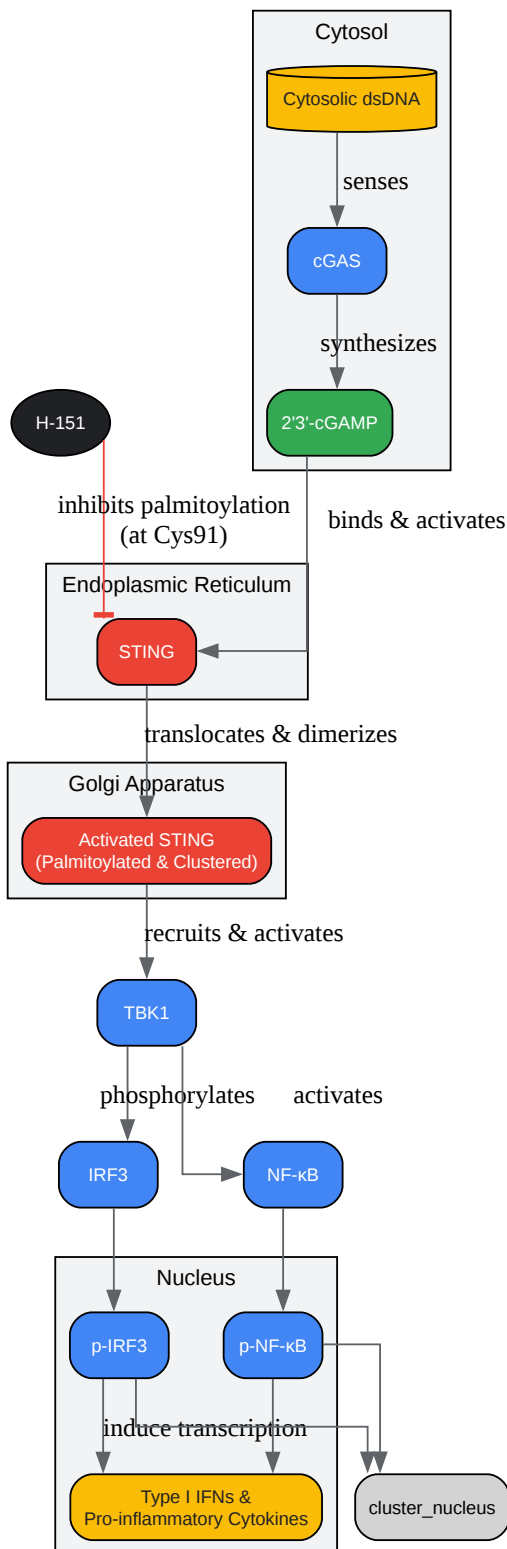 Cytosol
Cytosolic dsDNA
senses
cGAS
synthesizes
2'3'-cGAMP
H-151
inhibits palmitoylation
(at Cys91)
binds & activates
Endoplasmic Reticulum
STING
translocates & dimerizes
Golgi Apparatus
Activated STING
(Palmitoylated & Clustered)
recruits & activates
TBK1
phosphorylates
activates
IRF3
NF-κB
Nucleus
p-IRF3
p-NF-κB
induce transcription
Type I IFNs &
Pro-inflammatory Cytokines
cluster_nucleus